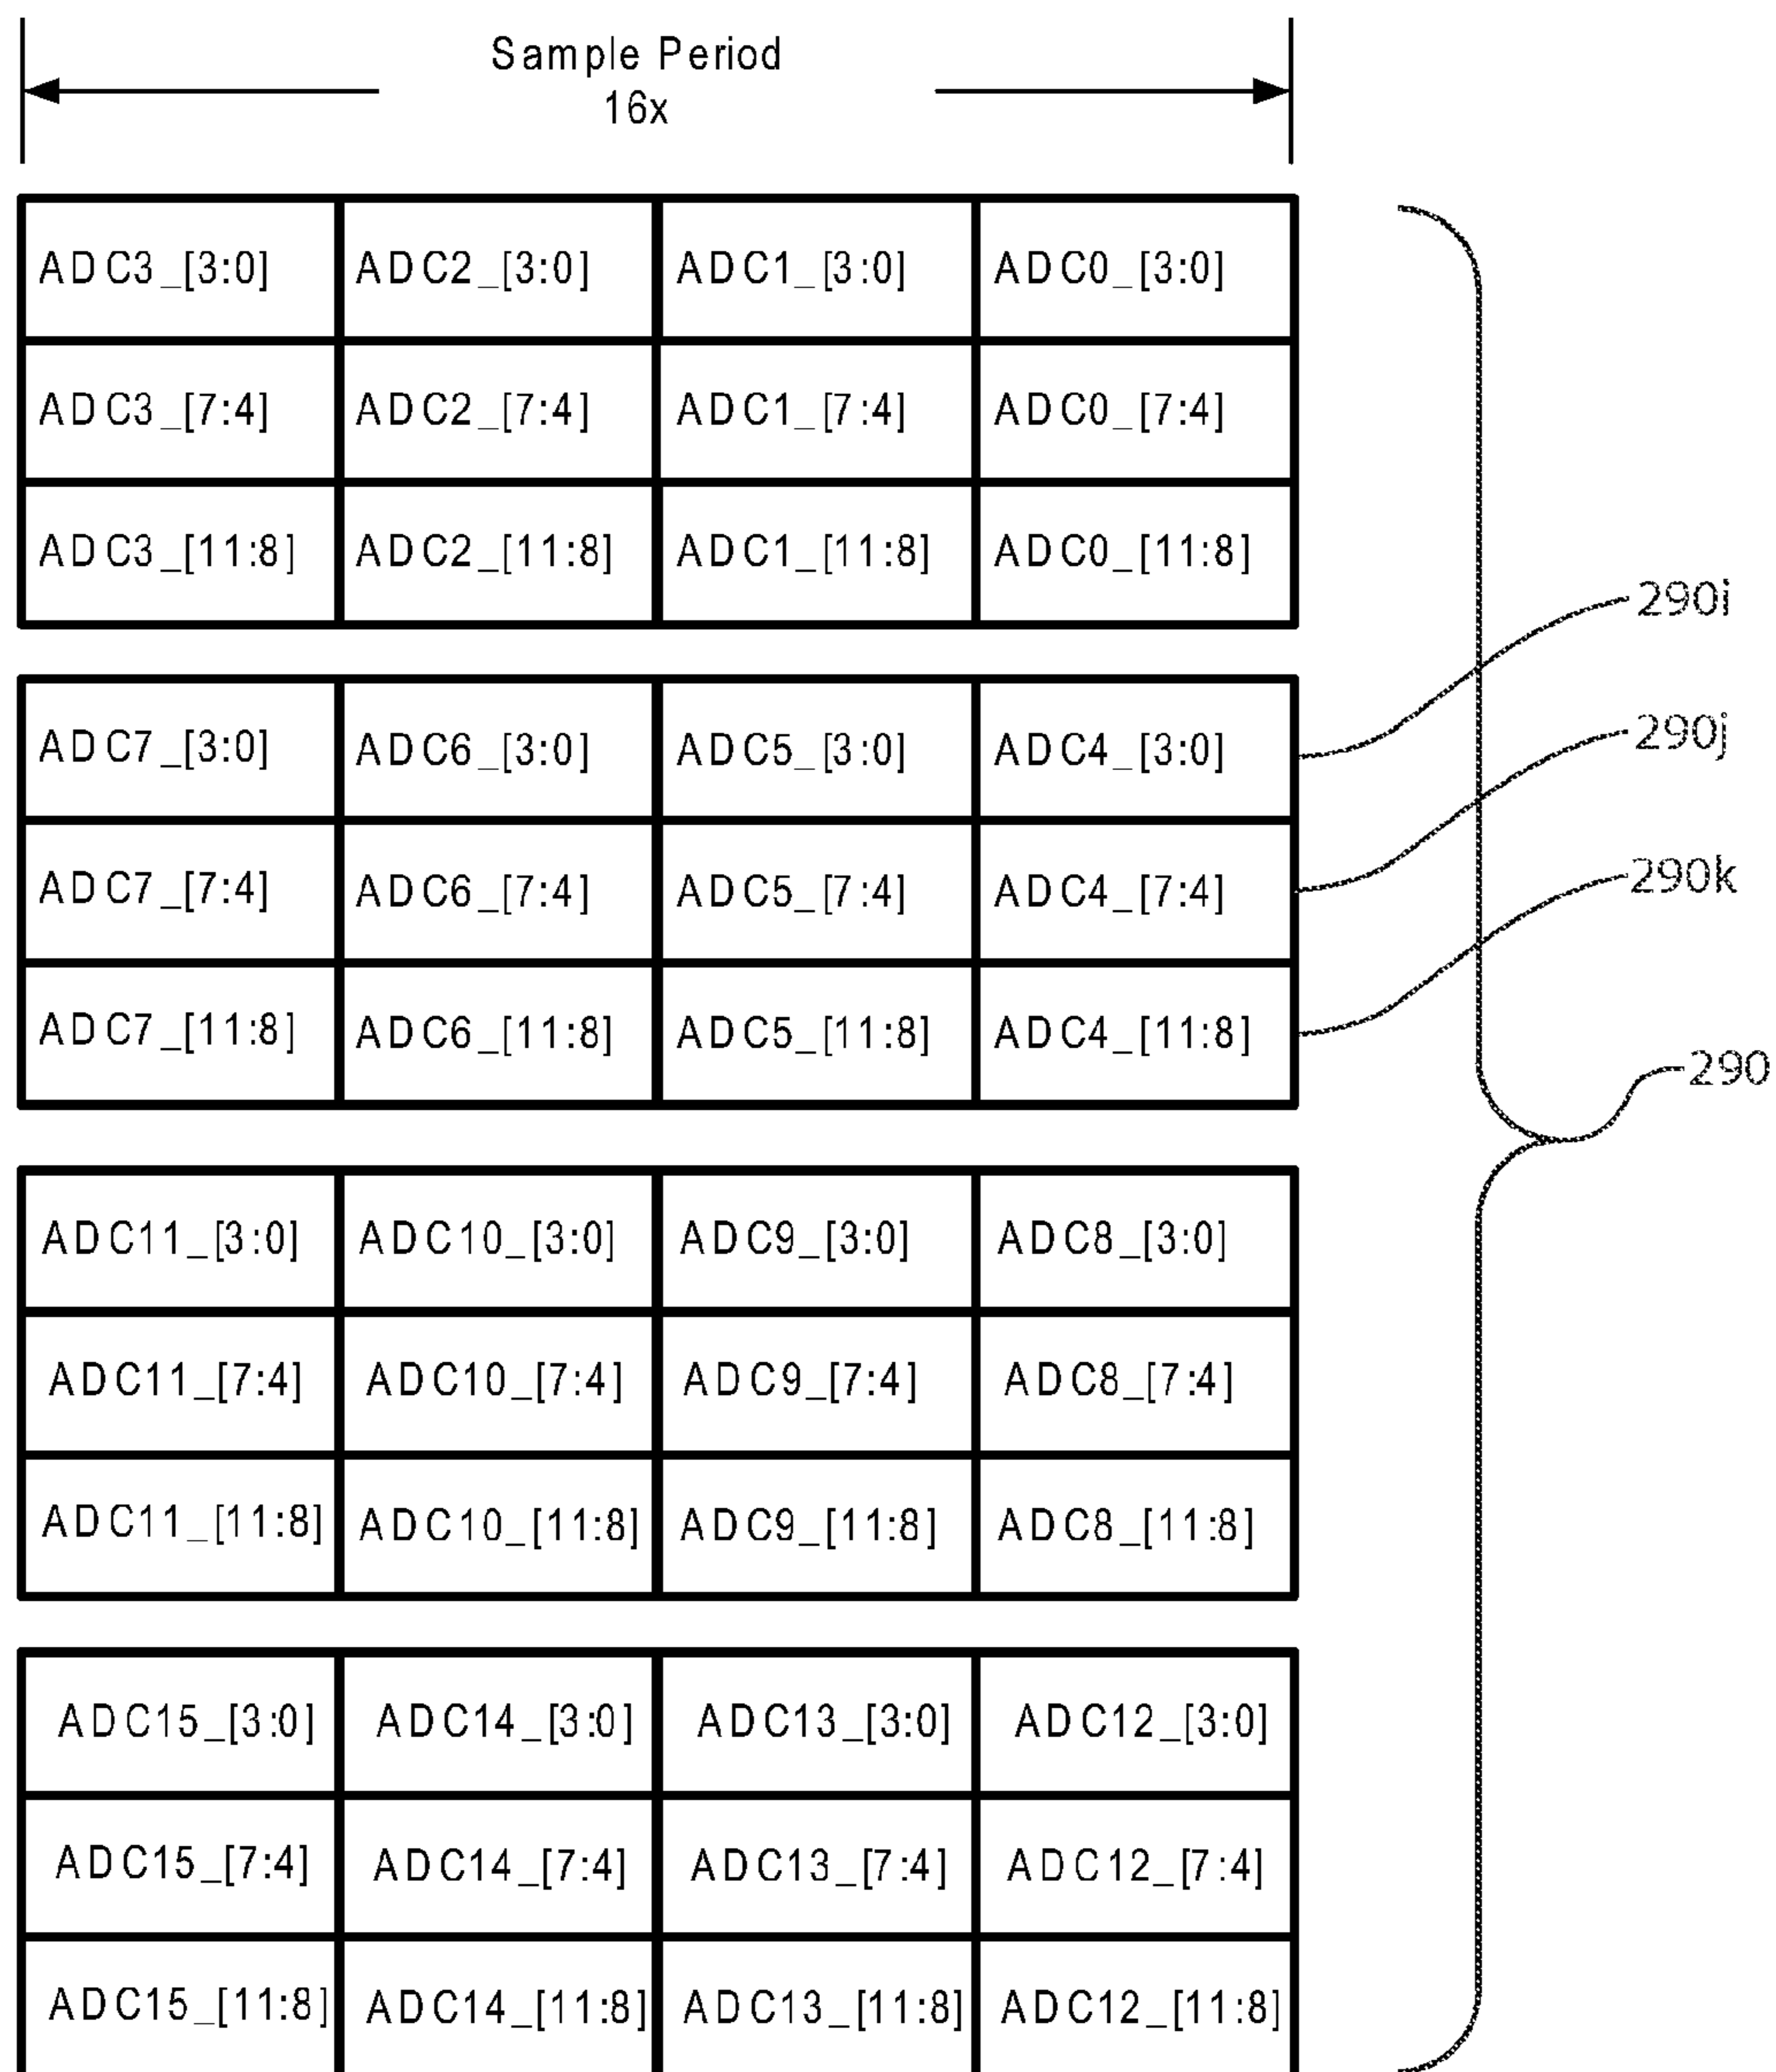 Sample Period
16x
ADC3_[3:0] ADC2_[3:0] ADC1_[3:0] ADC0_[3:0]
ADC3_[7:4] ADC2_[7:4] ADC1_[7:4] ADC0_[7:4]
ADC3_[11:8] ADC2_[11:8] ADC1_[11:8] ADC0_[11:8]
290i
ADC7_[3:0] ADC6_[3:0] ADC5_[3:0] ADC4_[3:0]
290j
ADC7_[7:4] ADC6_[7:4] ADC5_[7:4] ADC4_[7:4]
290k
ADC7_[11:8] ADC6_[11:8] ADC5_[11:8] ADC4_[11:8]
290
ADC11_[3:0] ADC10_[3:0] ADC9_[3:0] ADC8_[3:0]
ADC11_[7:4] ADC10_[7:4] ADC9_[7:4] ADC8_[7:4]
ADC11_[11:8] ADC10_[11:8] ADC9_[11:8] ADC8_[11:8]
ADC15_[3:0] ADC14_[3:0] ADC13_[3:0] ADC12_[3:0]
ADC15_[7:4] ADC14_[7:4] ADC13_[7:4] ADC12_[7:4]
ADC15_[11:8] ADC14_[11:8] ADC13_[11:8] ADC12_[11:8]